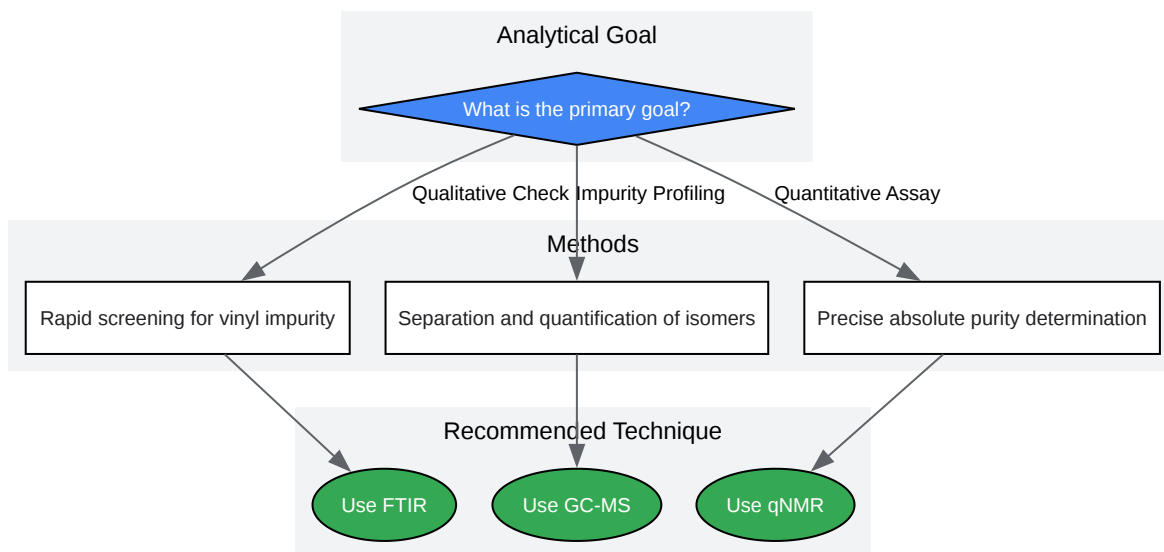 Analytical Goal
What is the primary goal?
Qualitative Check
Impurity Profiling
Quantitative Assay
Methods
Rapid screening for vinyl impurity
Separation and quantification of isomers
Precise absolute purity determination
Recommended Technique
Use FTIR
Use GC-MS
Use qNMR